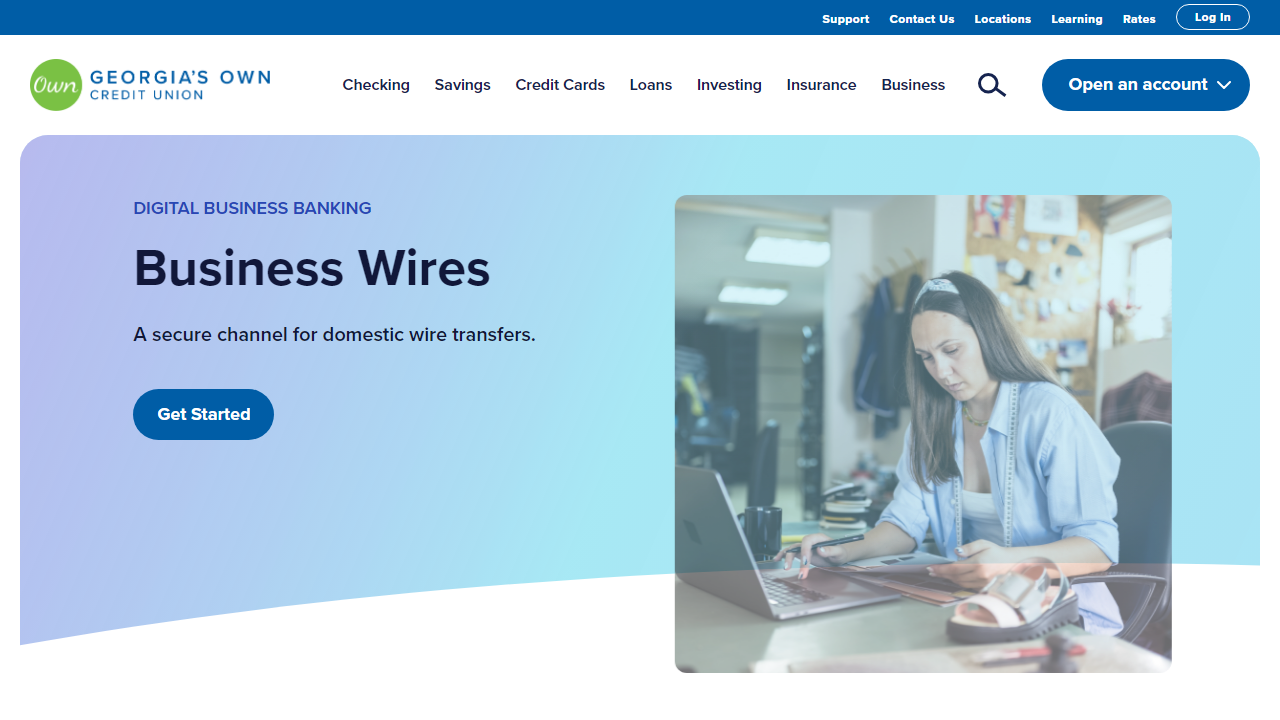 Support Contact Us Locations Learning Rates Log In
Own GEORGIA'S OWN
CREDIT UNION
Checking Savings Credit Cards Loans Investing Insurance Business Open an account
DIGITAL BUSINESS BANKING
Business Wires
A secure channel for domestic wire transfers.
Get Started